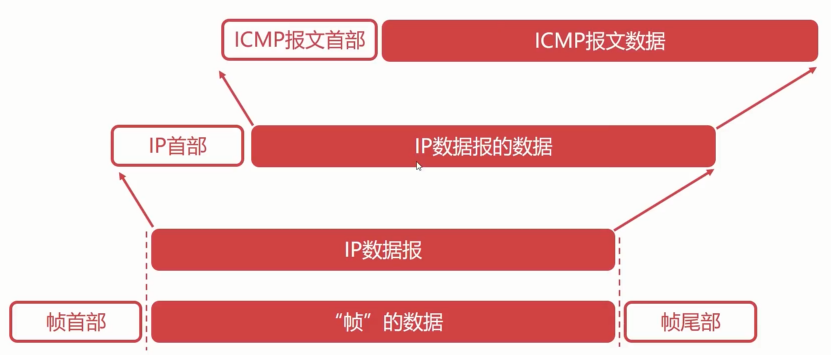 ICMP报文首部
ICMP报文数据
IP首部
IP数据报的数据
IP数据报
帧首部
“帧”的数据
帧尾部